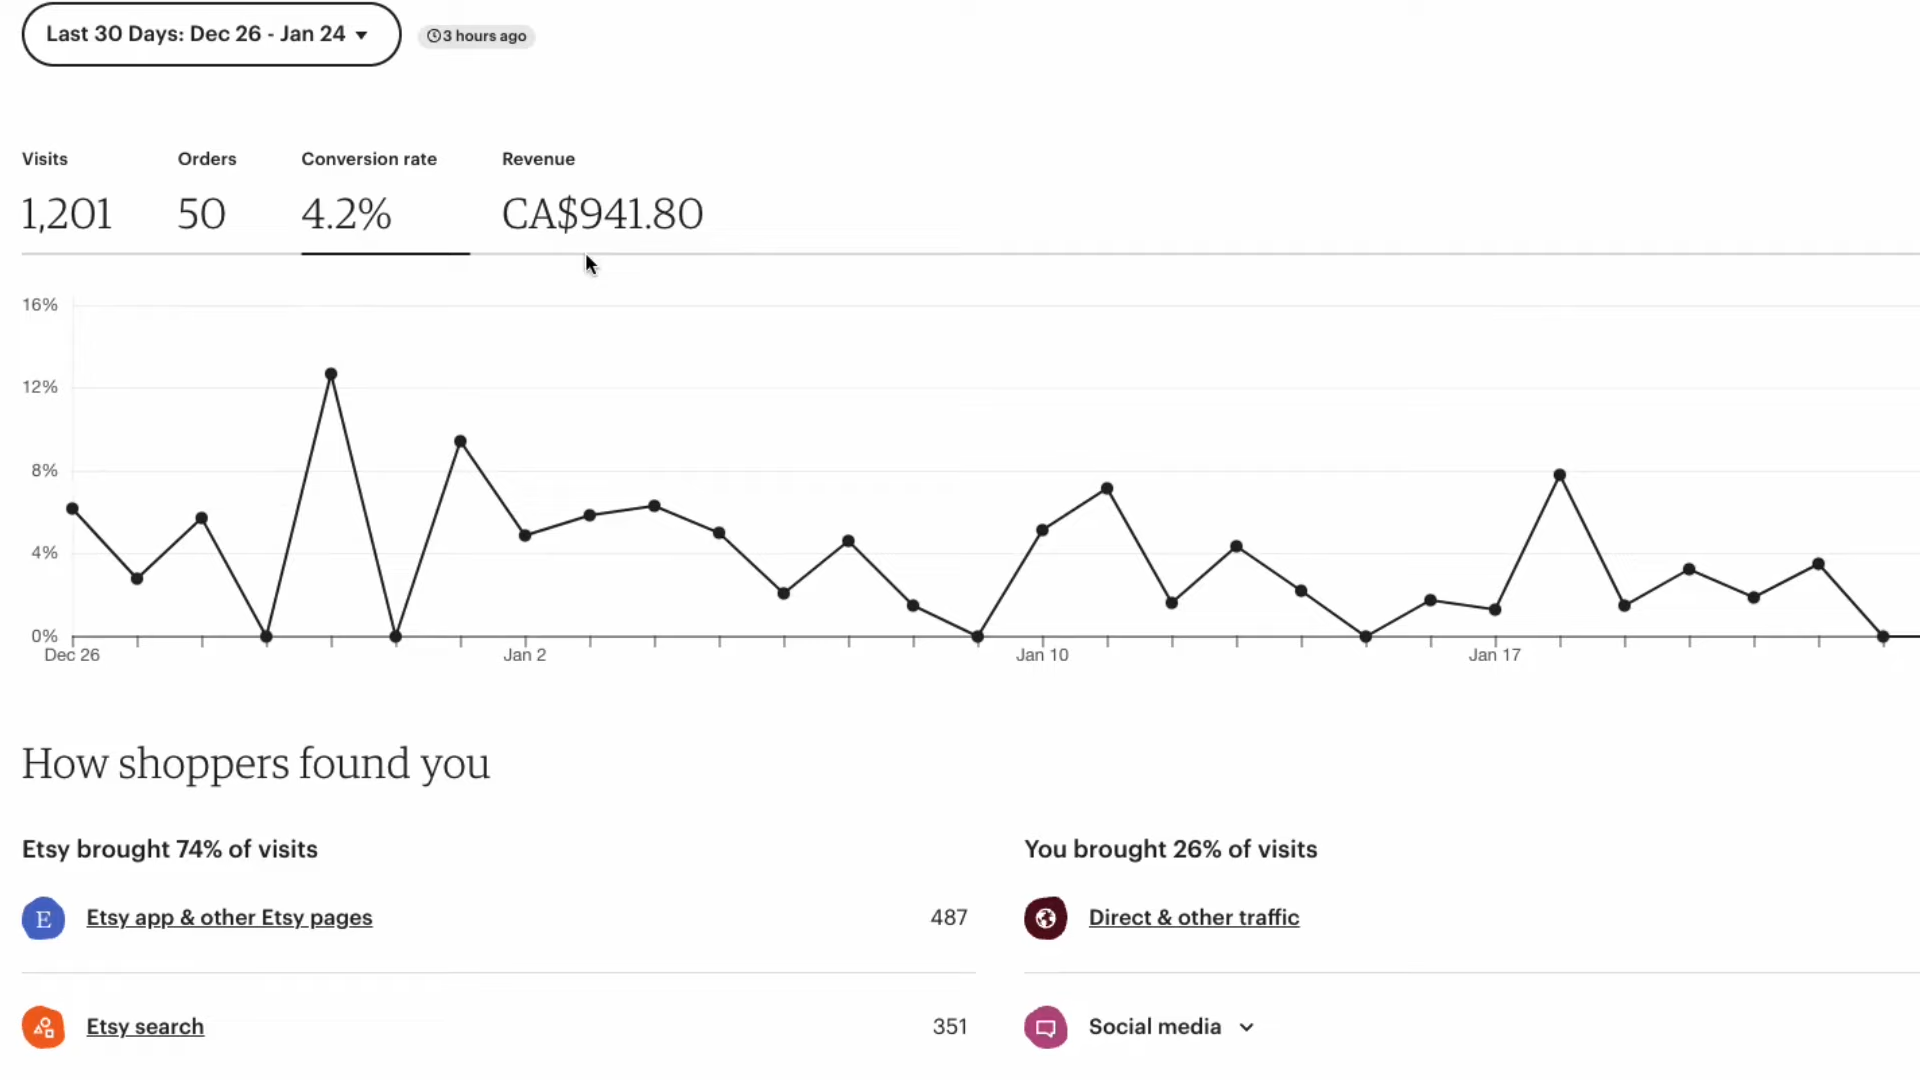 Last 30 Days: Dec 26 - Jan 24
3 hours ago
Visits
1,201
Orders
50
Conversion rate
4.2%
Revenue
CA$941.80
16%
12%
8%
4%
0%
Dec 26
Jan 2
Jan 10
Jan 17
How shoppers found you
Etsy brought 74% of visits
E
Etsy app & other Etsy pages
487
Etsy search
351
You brought 26% of visits
Direct & other traffic
Social media